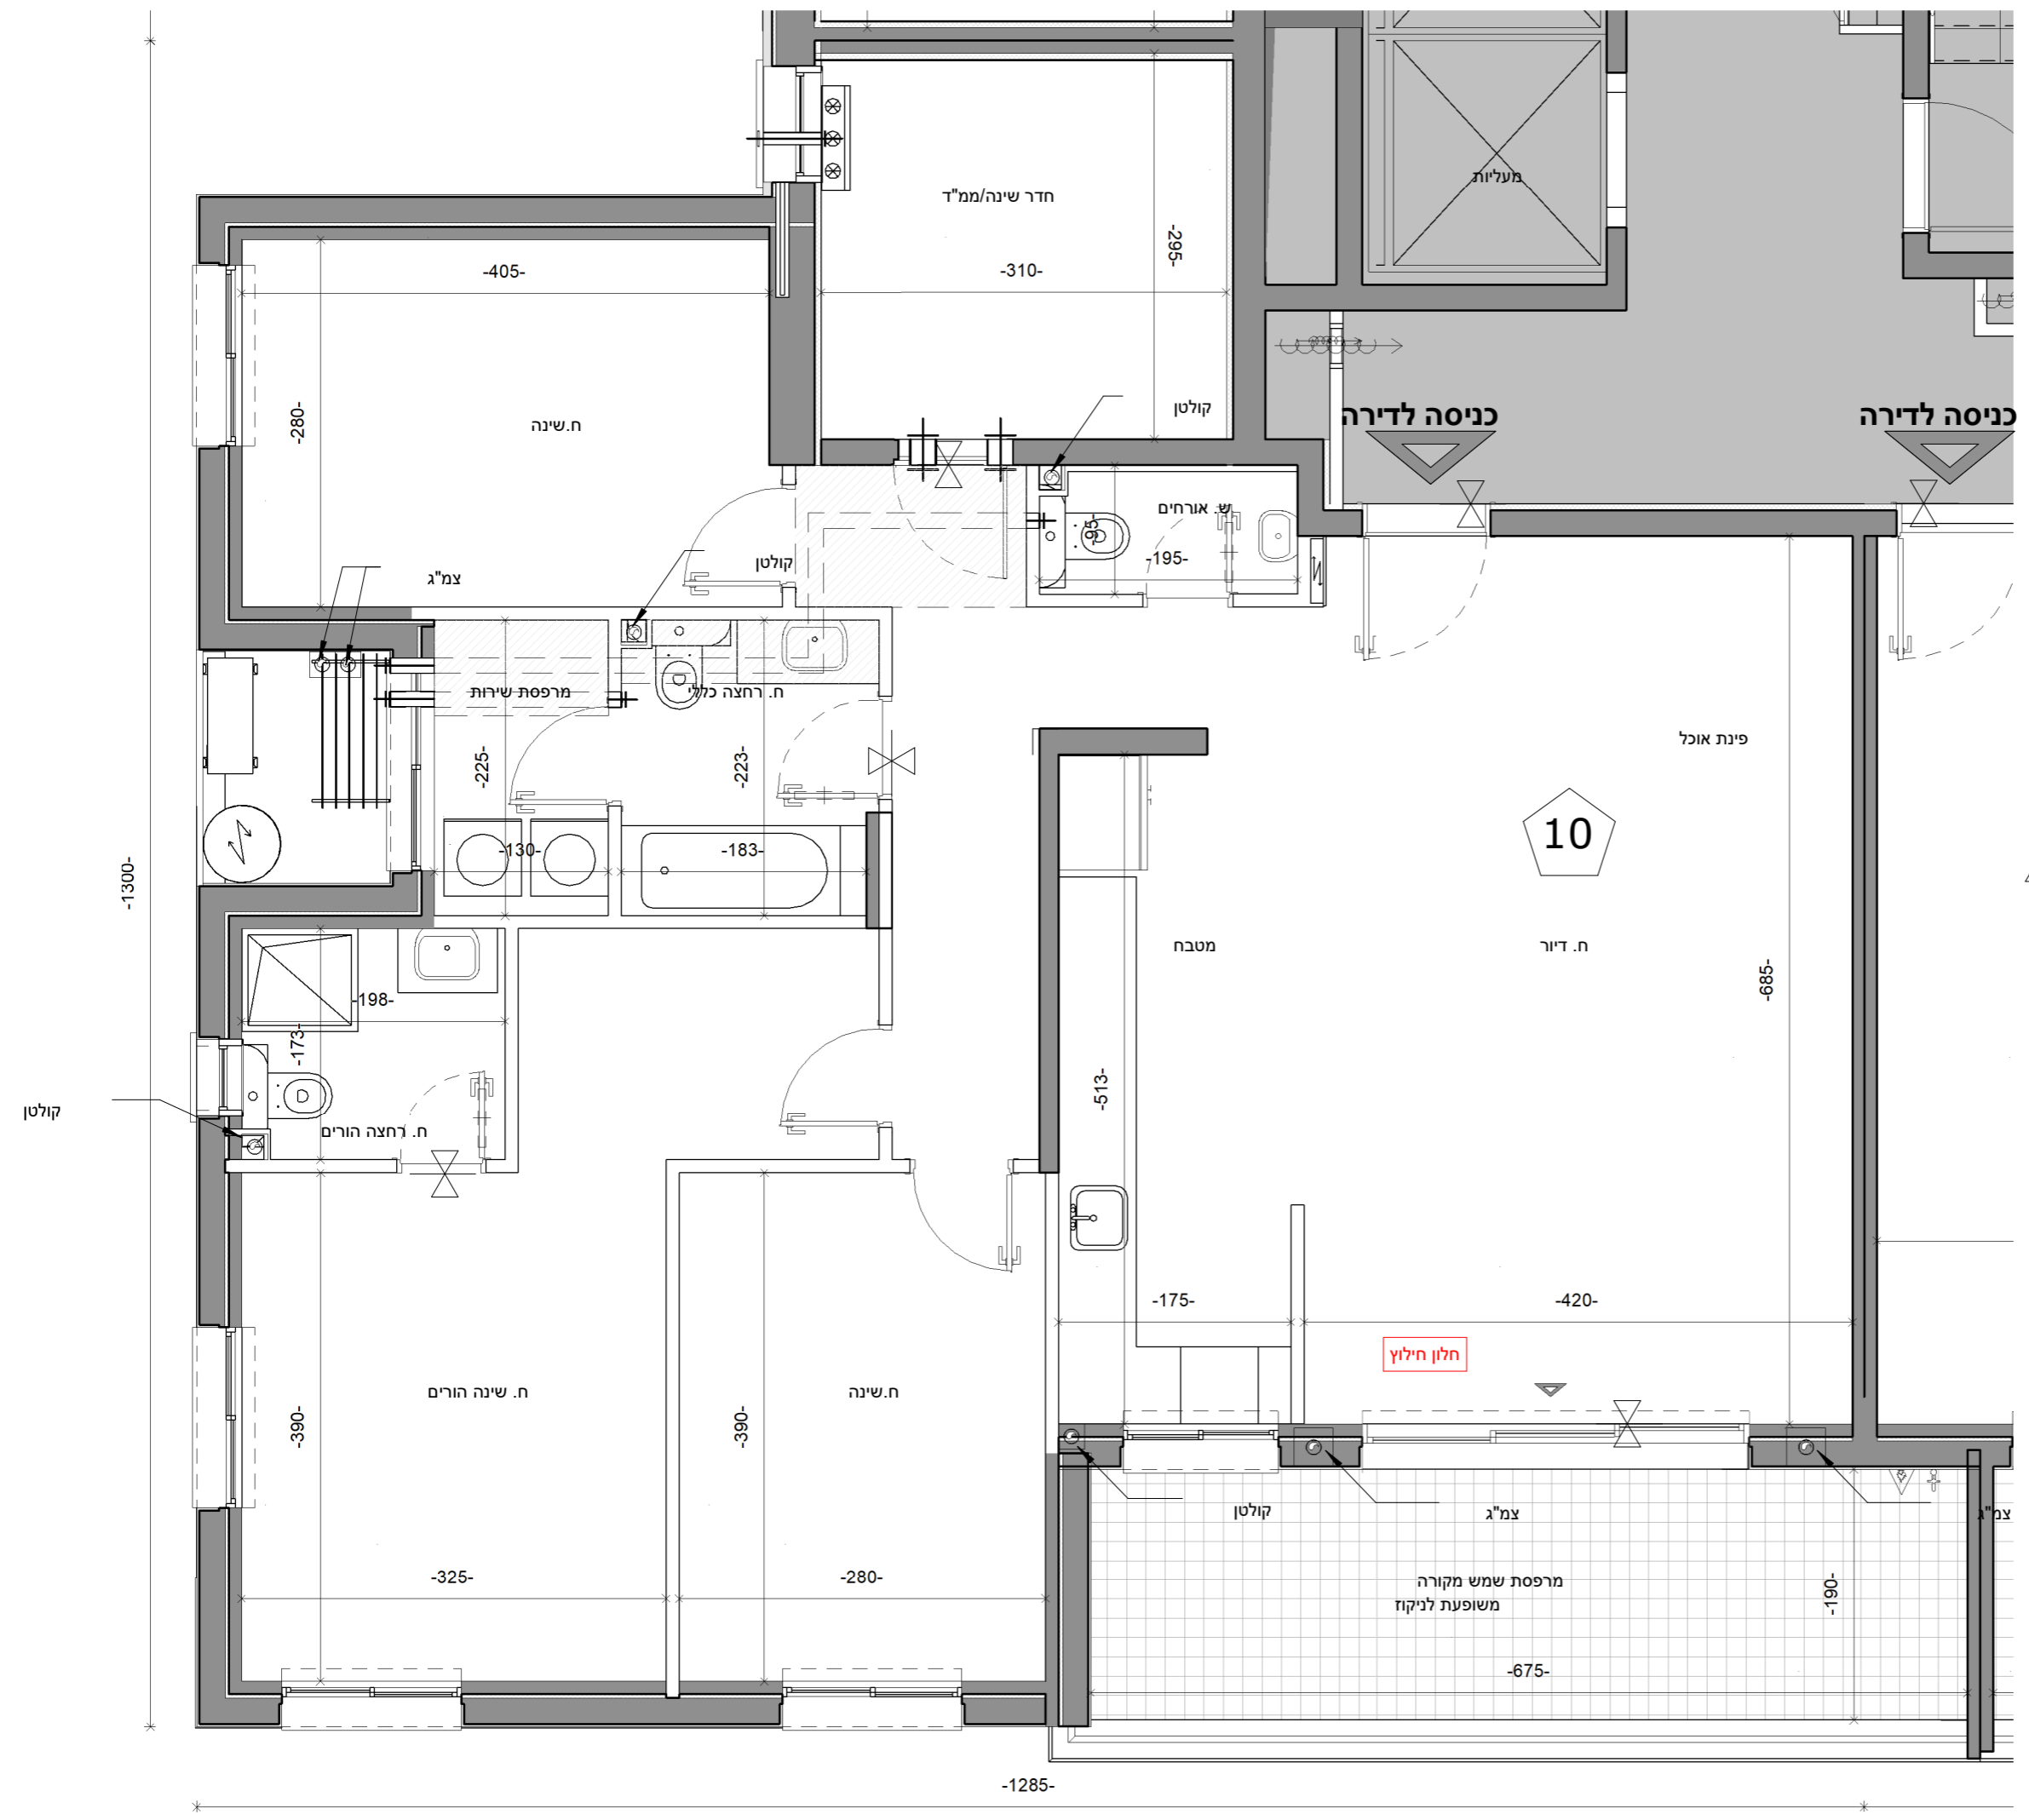 מעליות
חדר שינה/ממ"ד
-295-
-310-
-405-
כניסה לדירה
כניסה לדירה
קולטן
-280-
ח.שינה
ש. אורחים
-95-
-195-
קולטן
צמ"ג
מרפסת שירות
ח. רחצה כללי
-225-
-223-
פינת אוכל
10
-130-
-183-
-1300-
מטבח
ח. דיור
-685-
-198-
-173-
-513-
קולטן
ח. רחצה הורים
-175-
-420-
חלון חילוץ
ח. שינה הורים
ח.שינה
-390-
-390-
קולטן
צמ"ג
צמ"ג
-325-
-280-
מרפסת שמש מקורה
משופעת לניקוז
-190-
-675-
-1285-